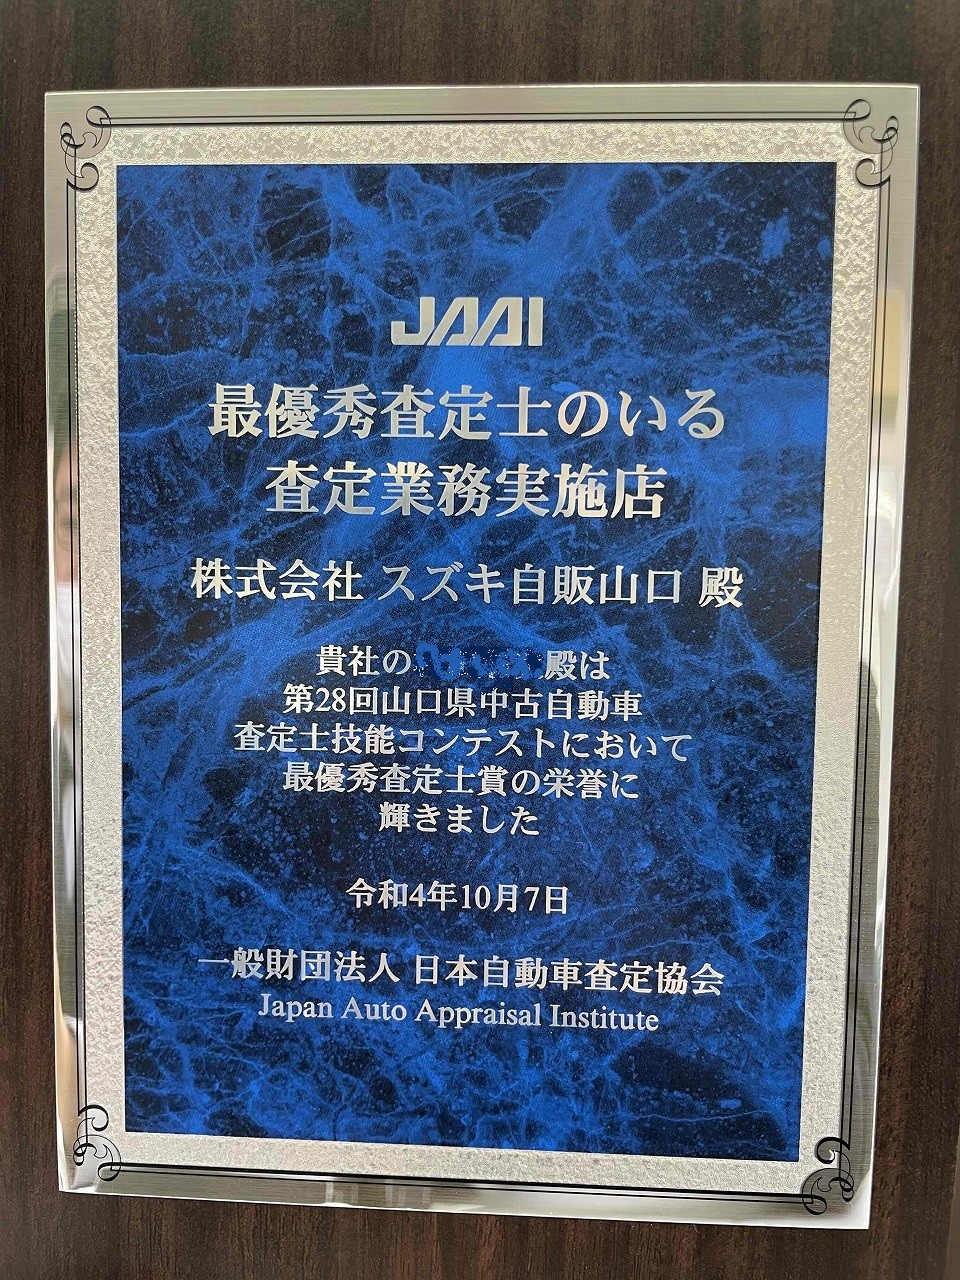 JAAI
最優秀査定士のいる
査定業務実施店
株式会社 スズキ自販山口 殿
貴社の 殿は
第28回山口県中古自動車
査定士技能コンテストにおいて
最優秀査定士賞の栄誉に
輝きました
令和4年10月7日
一般財団法人 日本自動車査定協会
Japan Auto Appraisal Institute